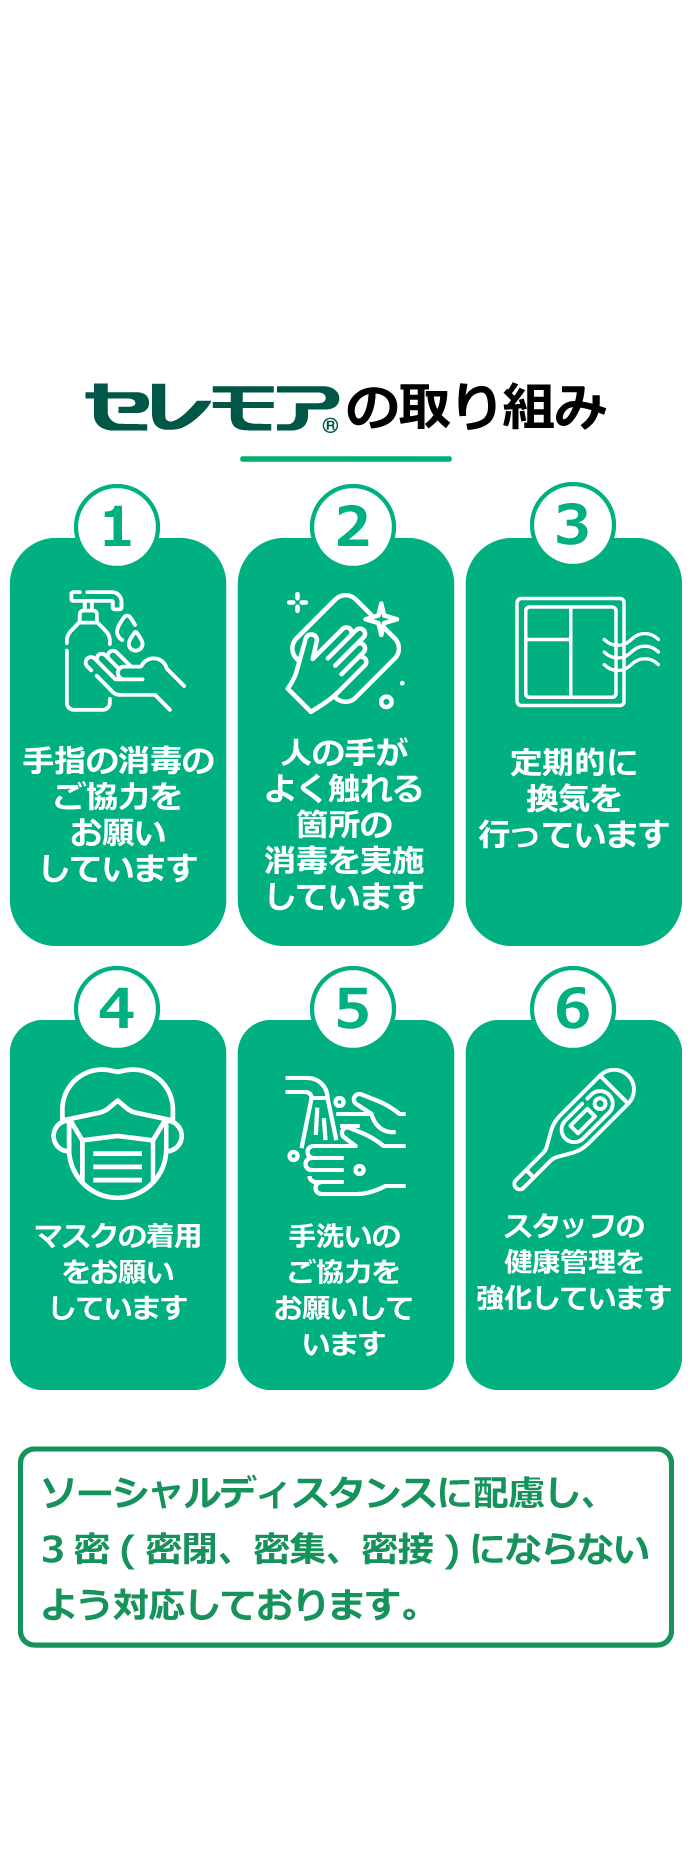 セレモア®の取り組み
1
手指の消毒の
ご協力を
お願い
しています
2
人の手が
よく触れる
箇所の
消毒を実施
しています
3
定期的に
換気を
行っています
4
マスクの着用
をお願い
しています
5
手洗いの
ご協力を
お願いして
います
6
スタッフの
健康管理を
強化しています
ソーシャルディスタンスに配慮し、
3密(密閉、密集、密接)にならない
よう対応しております。